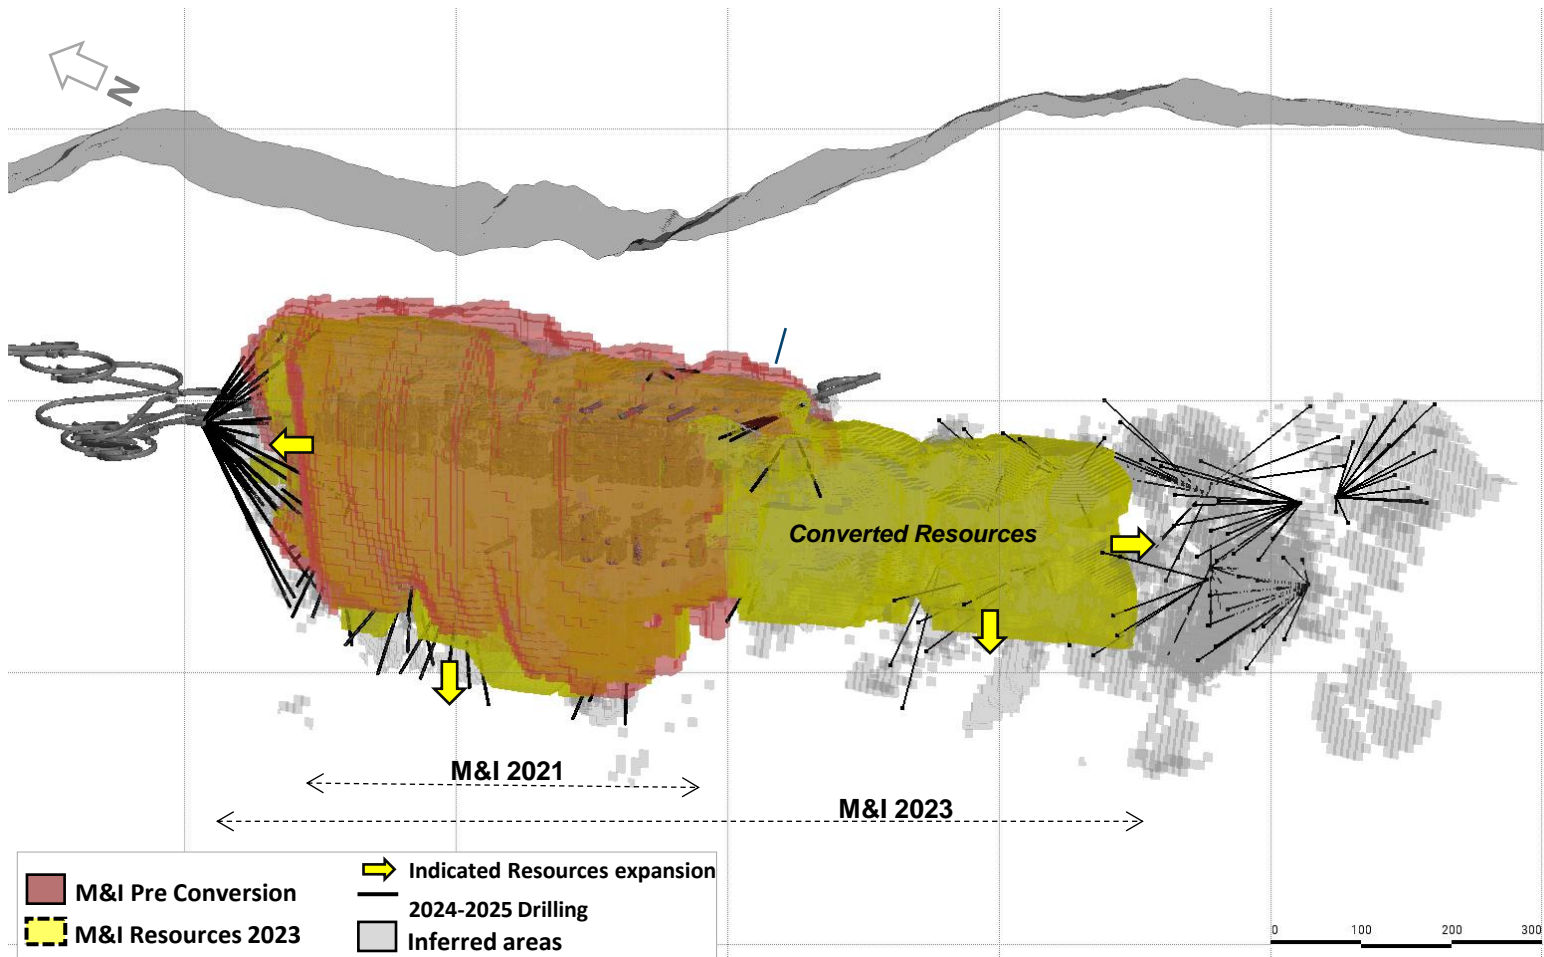 N
Converted Resources
M&I 2021
M&I 2023
M&I Pre Conversion
M&I Resources 2023
Indicated Resources expansion
2024-2025 Drilling
Inferred areas
0 100 200 300